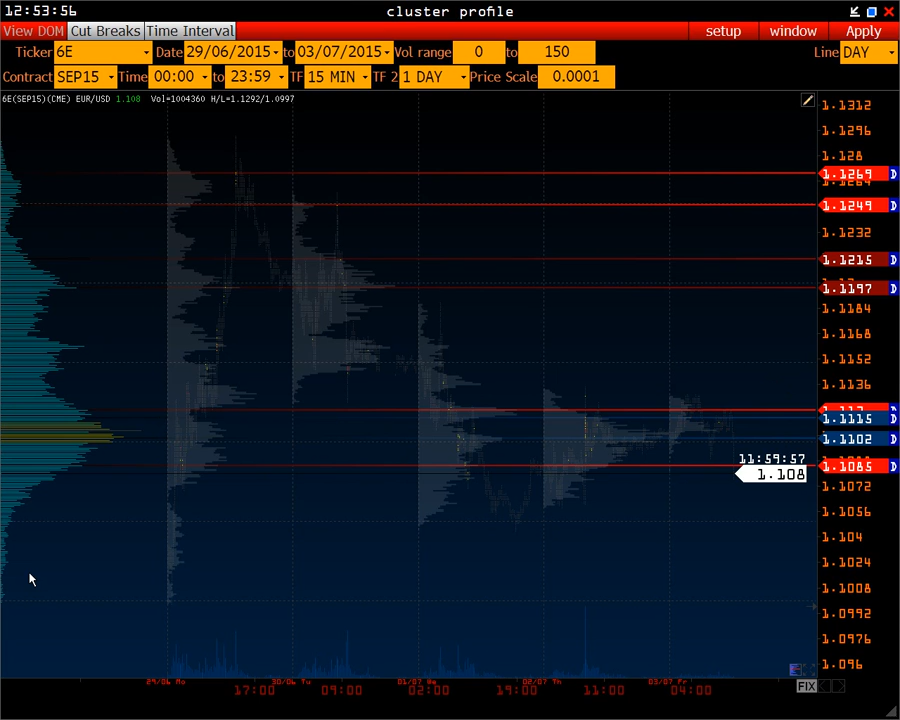 12:53:56 cluster profile
View DOM Cut Breaks Time Interval setup window Apply
Ticker 6E Date 29/06/2015 to 03/07/2015 Vol range 0 to 150 Line DAY
Contract SEP15 Time 00:00 to 23:59 TF 15 MIN TF 2 1 DAY Price Scale 0.0001
6E(SEP15)(CME) EUR/USD 1.108 Vol=1004360 H/L=1.1292/1.0997
1.1312
1.1296
1.128
1.1269 D
1.1249 D
1.1232
1.1215 D
1.1197 D
1.1184
1.1168
1.1152
1.1136
D
1.1115 D
1.1102 D
11:59:57
1.1085 D
1.108
1.1072
1.1056
1.104
1.1024
1.1008
1.0992
1.0976
1.096
29/06 Mo 30/06 Tu 01/07 We 02/07 Th 03/07 Fr
17:00 09:00 02:00 19:00 11:00 04:00
FIX